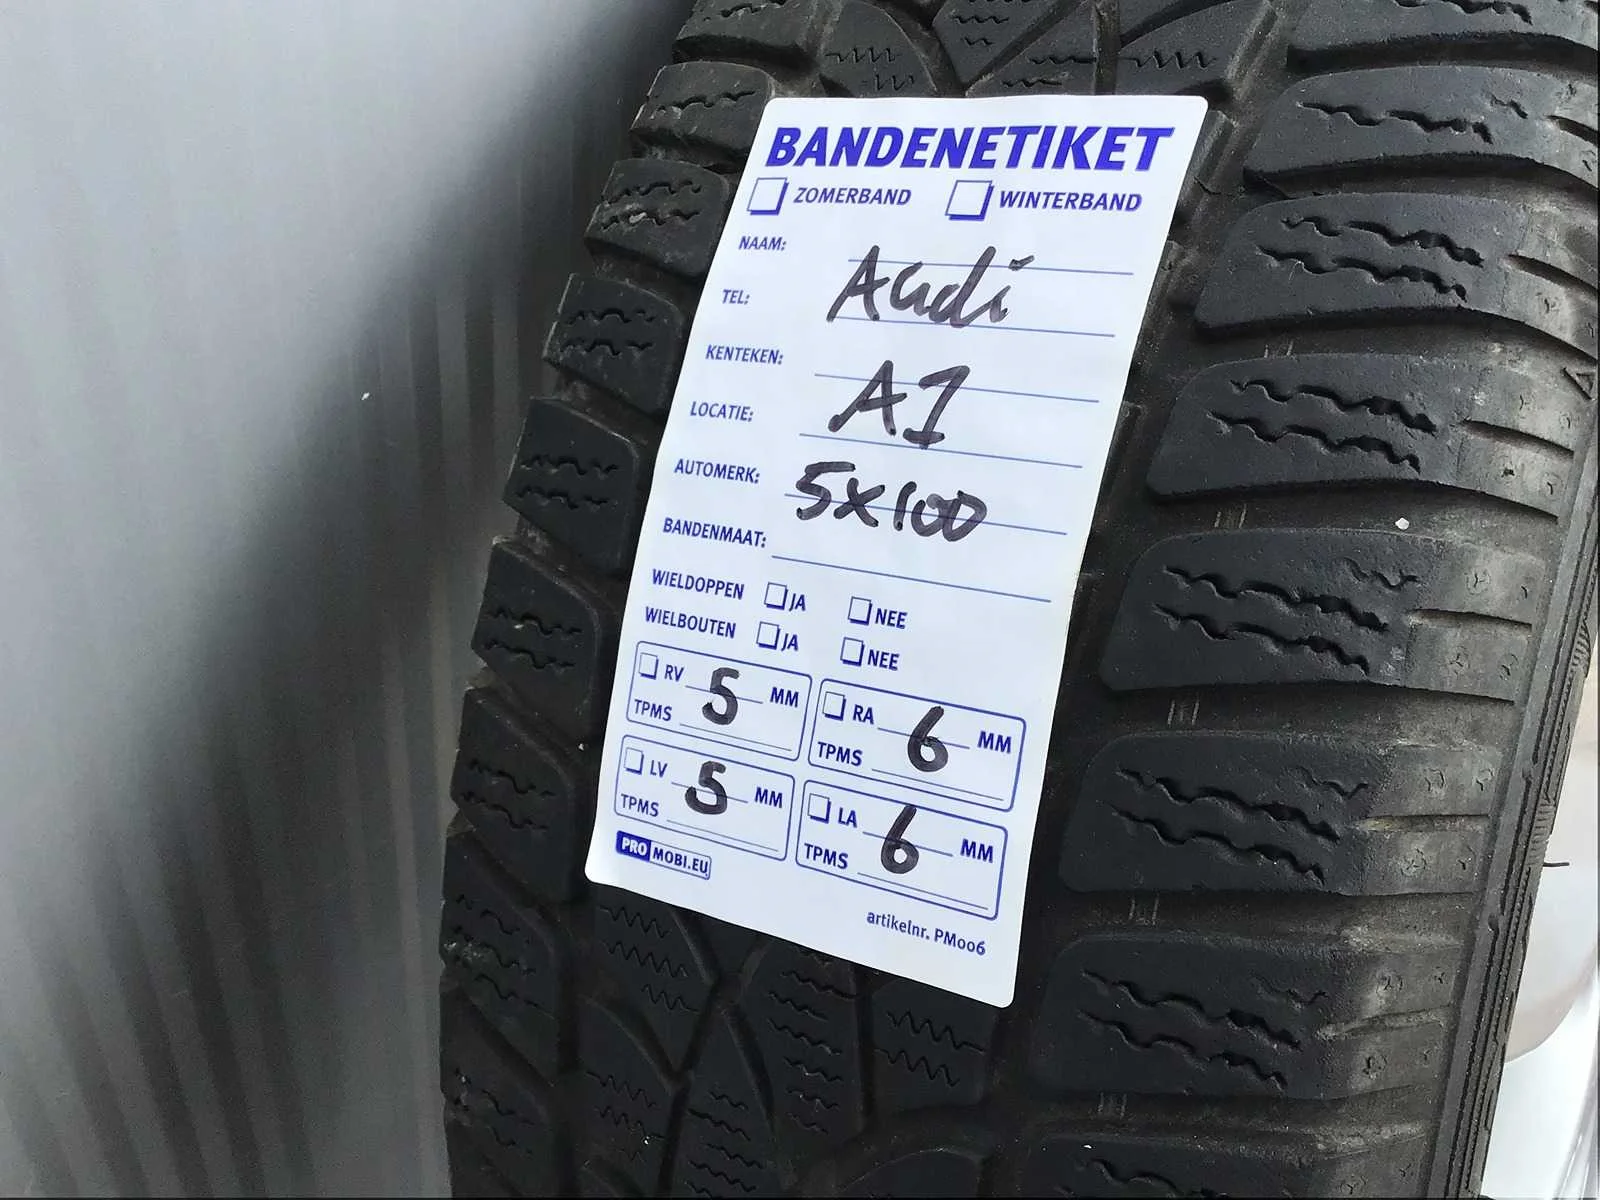 BANDENETIKET
ZOMERBAND WINTERBAND
NAAM:
TEL: Audi
KENTEKEN:
LOCATIE: A1
AUTOMERK: 5x100
BANDENMAAT:
WIELDOPPEN JA NEE
WIELBOUTEN JA NEE
RV 5 MM RA 6 MM
TPMS TPMS
LV 5 MM LA 6 MM
TPMS TPMS
PRO MOBI.EU
artikelnr. PM006